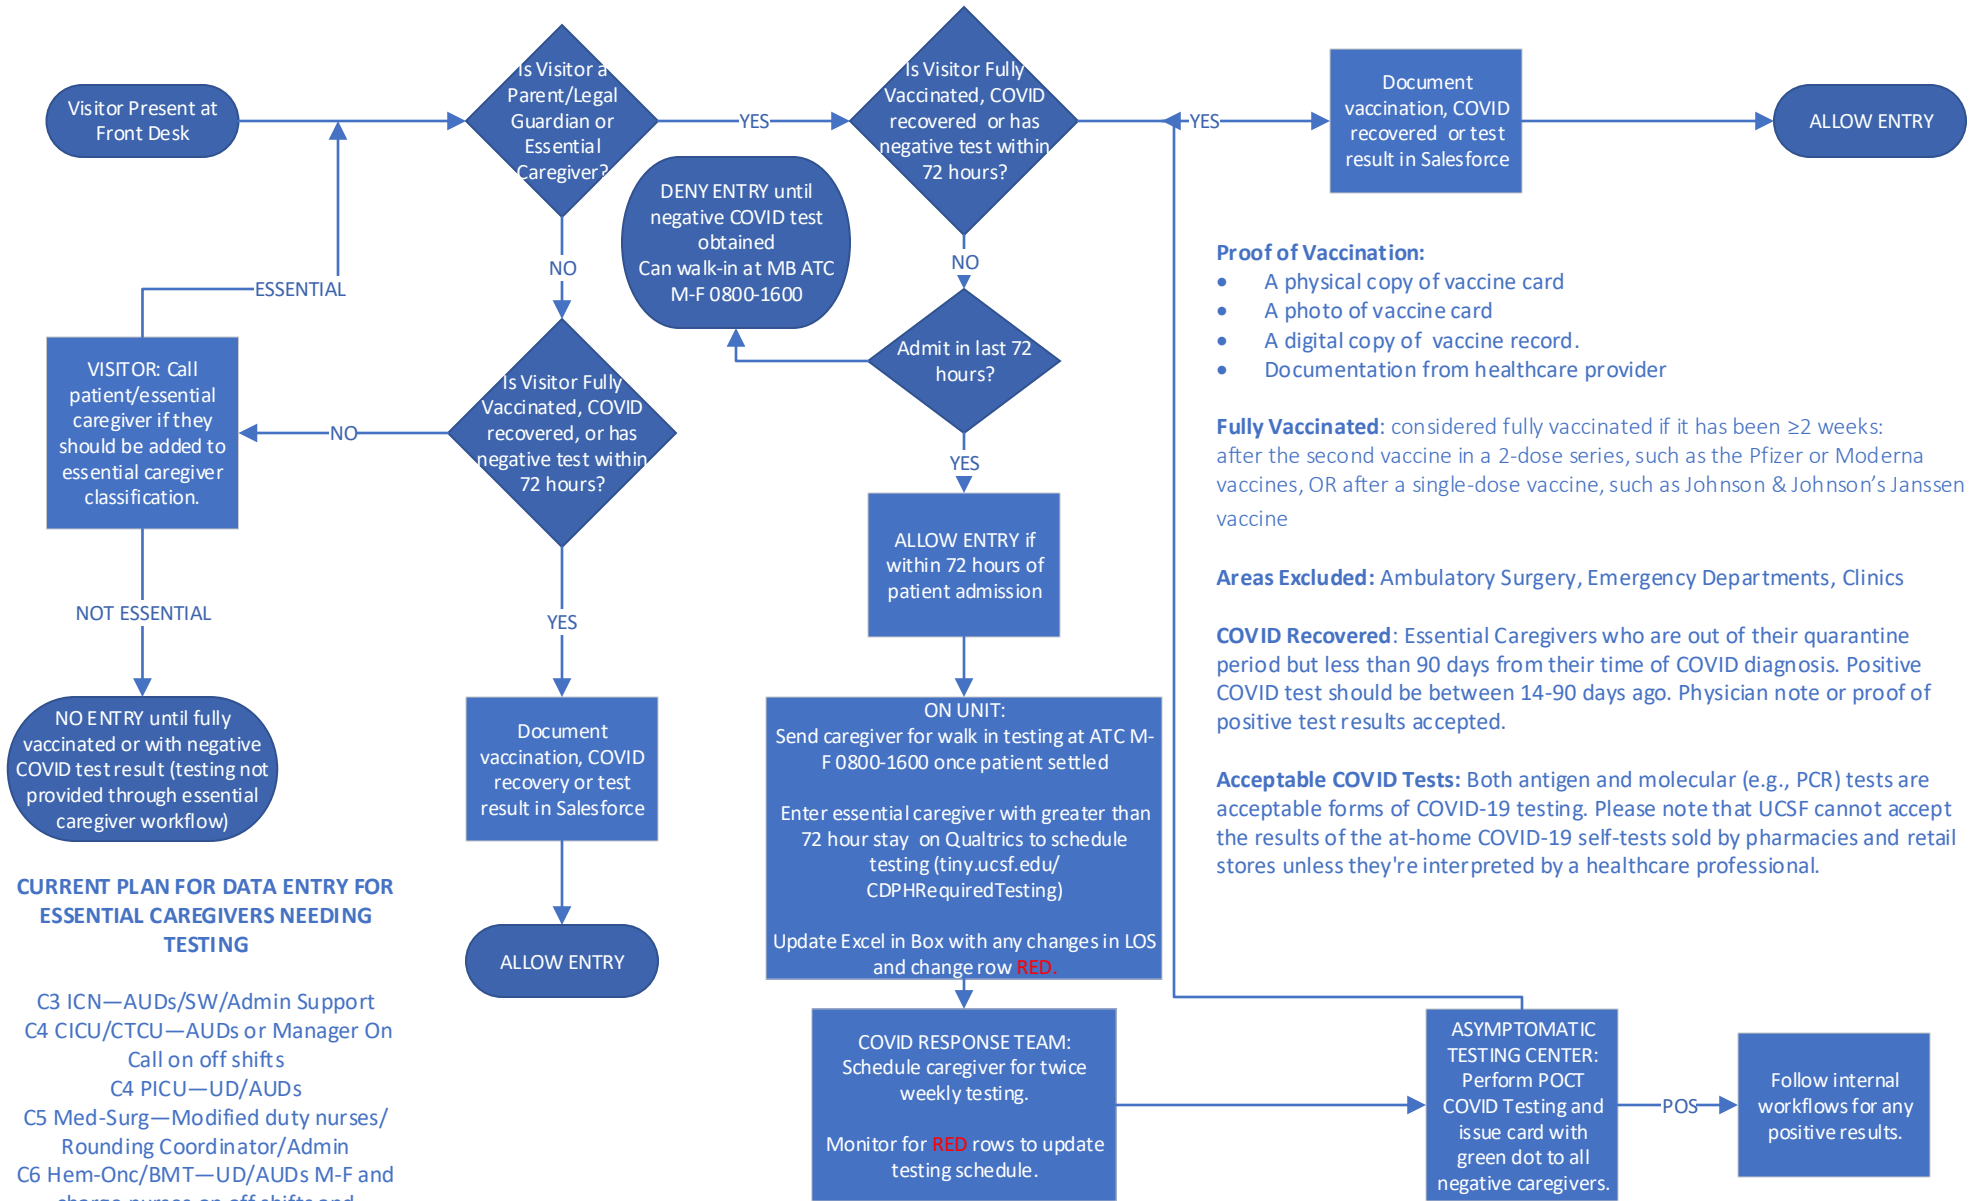 Visitor Present at
Front Desk
Is Visitor a
Parent/Legal
Guardian or
Essential
Caregiver?
YES
Is Visitor Fully
Vaccinated, COVID
recovered or has
negative test within
72 hours?
YES
Document
vaccination, COVID
recovered or test
result in Salesforce
ALLOW ENTRY
DENY ENTRY until
negative COVID test
obtained
Can walk-in at MB ATC
M-F 0800-1600
NO
NO
ESSENTIAL
Admit in last 72
hours?
VISITOR: Call
patient/essential
caregiver if they
should be added to
essential caregiver
classification.
NO
Is Visitor Fully
Vaccinated, COVID
recovered, or has
negative test within
72 hours?
YES
ALLOW ENTRY if
within 72 hours of
patient admission
NOT ESSENTIAL
YES
NO ENTRY until fully
vaccinated or with negative
COVID test result (testing not
provided through essential
caregiver workflow)
Document
vaccination, COVID
recovery or test
result in Salesforce
ALLOW ENTRY
ON UNIT:
Send caregiver for walk in testing at ATC M-
F 0800-1600 once patient settled
Enter essential caregiver with greater than
72 hour stay on Qualtrics to schedule
testing (tiny.ucsf.edu/
CDPHRequiredTesting)
Update Excel in Box with any changes in LOS
and change row RED.
COVID RESPONSE TEAM:
Schedule caregiver for twice
weekly testing.
Monitor for RED rows to update
testing schedule.
ASYMPTOMATIC
TESTING CENTER:
Perform POCT
COVID Testing and
issue card with
green dot to all
negative caregivers.
POS
Follow internal
workflows for any
positive results.
Proof of Vaccination:
• A physical copy of vaccine card
• A photo of vaccine card
• A digital copy of vaccine record.
• Documentation from healthcare provider
Fully Vaccinated: considered fully vaccinated if it has been ≥2 weeks:
after the second vaccine in a 2-dose series, such as the Pfizer or Moderna
vaccines, OR after a single-dose vaccine, such as Johnson & Johnson’s Janssen
vaccine
Areas Excluded: Ambulatory Surgery, Emergency Departments, Clinics
COVID Recovered: Essential Caregivers who are out of their quarantine
period but less than 90 days from their time of COVID diagnosis. Positive
COVID test should be between 14-90 days ago. Physician note or proof of
positive test results accepted.
Acceptable COVID Tests: Both antigen and molecular (e.g., PCR) tests are
acceptable forms of COVID-19 testing. Please note that UCSF cannot accept
the results of the at-home COVID-19 self-tests sold by pharmacies and retail
stores unless they're interpreted by a healthcare professional.
CURRENT PLAN FOR DATA ENTRY FOR
ESSENTIAL CAREGIVERS NEEDING
TESTING
C3 ICN—AUDs/SW/Admin Support
C4 CICU/CTCU—AUDs or Manager On
Call on off shifts
C4 PICU—UD/AUDs
C5 Med-Surg—Modified duty nurses/
Rounding Coordinator/Admin
C6 Hem-Onc/BMT—UD/AUDs M-F and
charge nurses on off shifts and